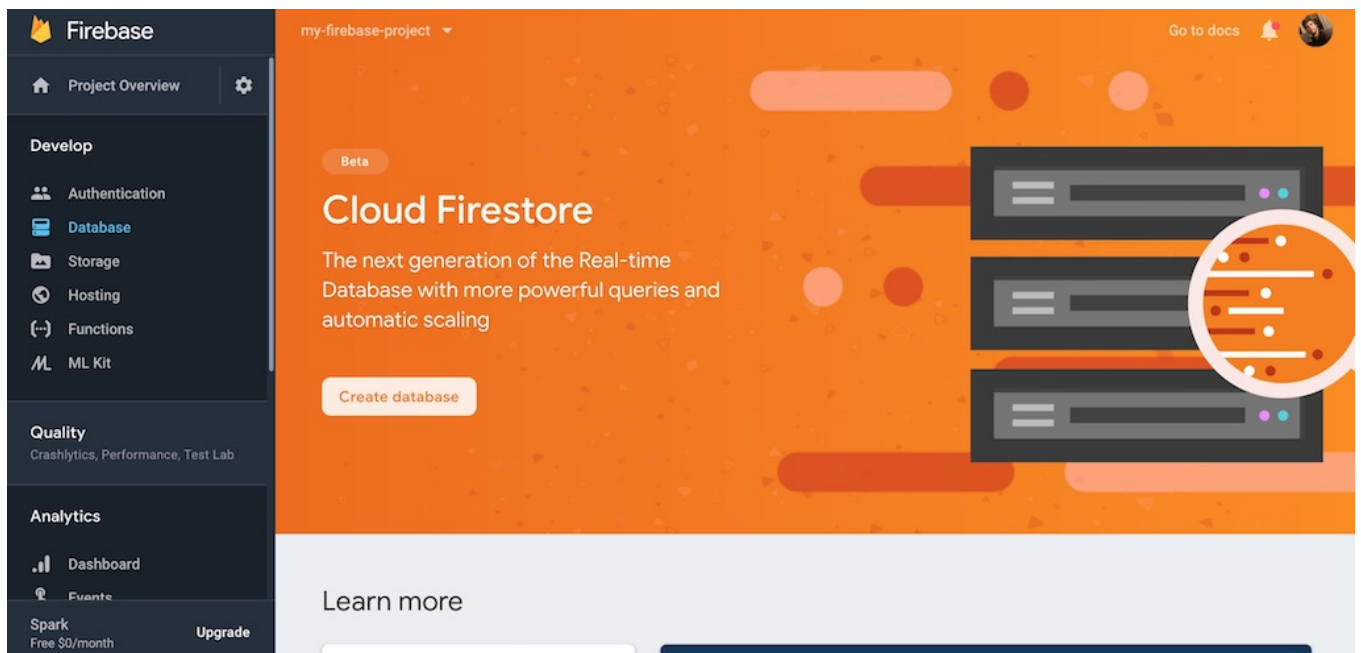 Firebase
Project Overview
Develop
Authentication
Database
Storage
Hosting
Functions
ML Kit
Quality
Crashlytics, Performance, Test Lab
Analytics
Dashboard
Events
Spark
Free $0/month
Upgrade
my-firebase-project
Go to docs
Beta
Cloud Firestore
The next generation of the Real-time
Database with more powerful queries and
automatic scaling
Create database
Learn more